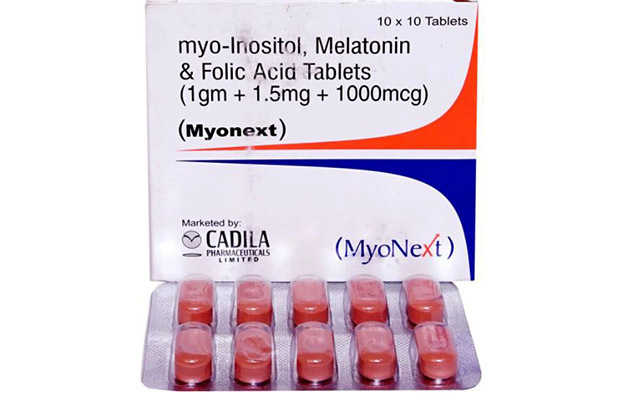 10 x 10 Tablets
myo-Inositol, Melatonin
& Folic Acid Tablets
(1gm + 1.5mg + 1000mcg)
(Myonext)
Marketed by:
CADILA
PHARMACEUTICALS
LIMITED
(MyoNext)